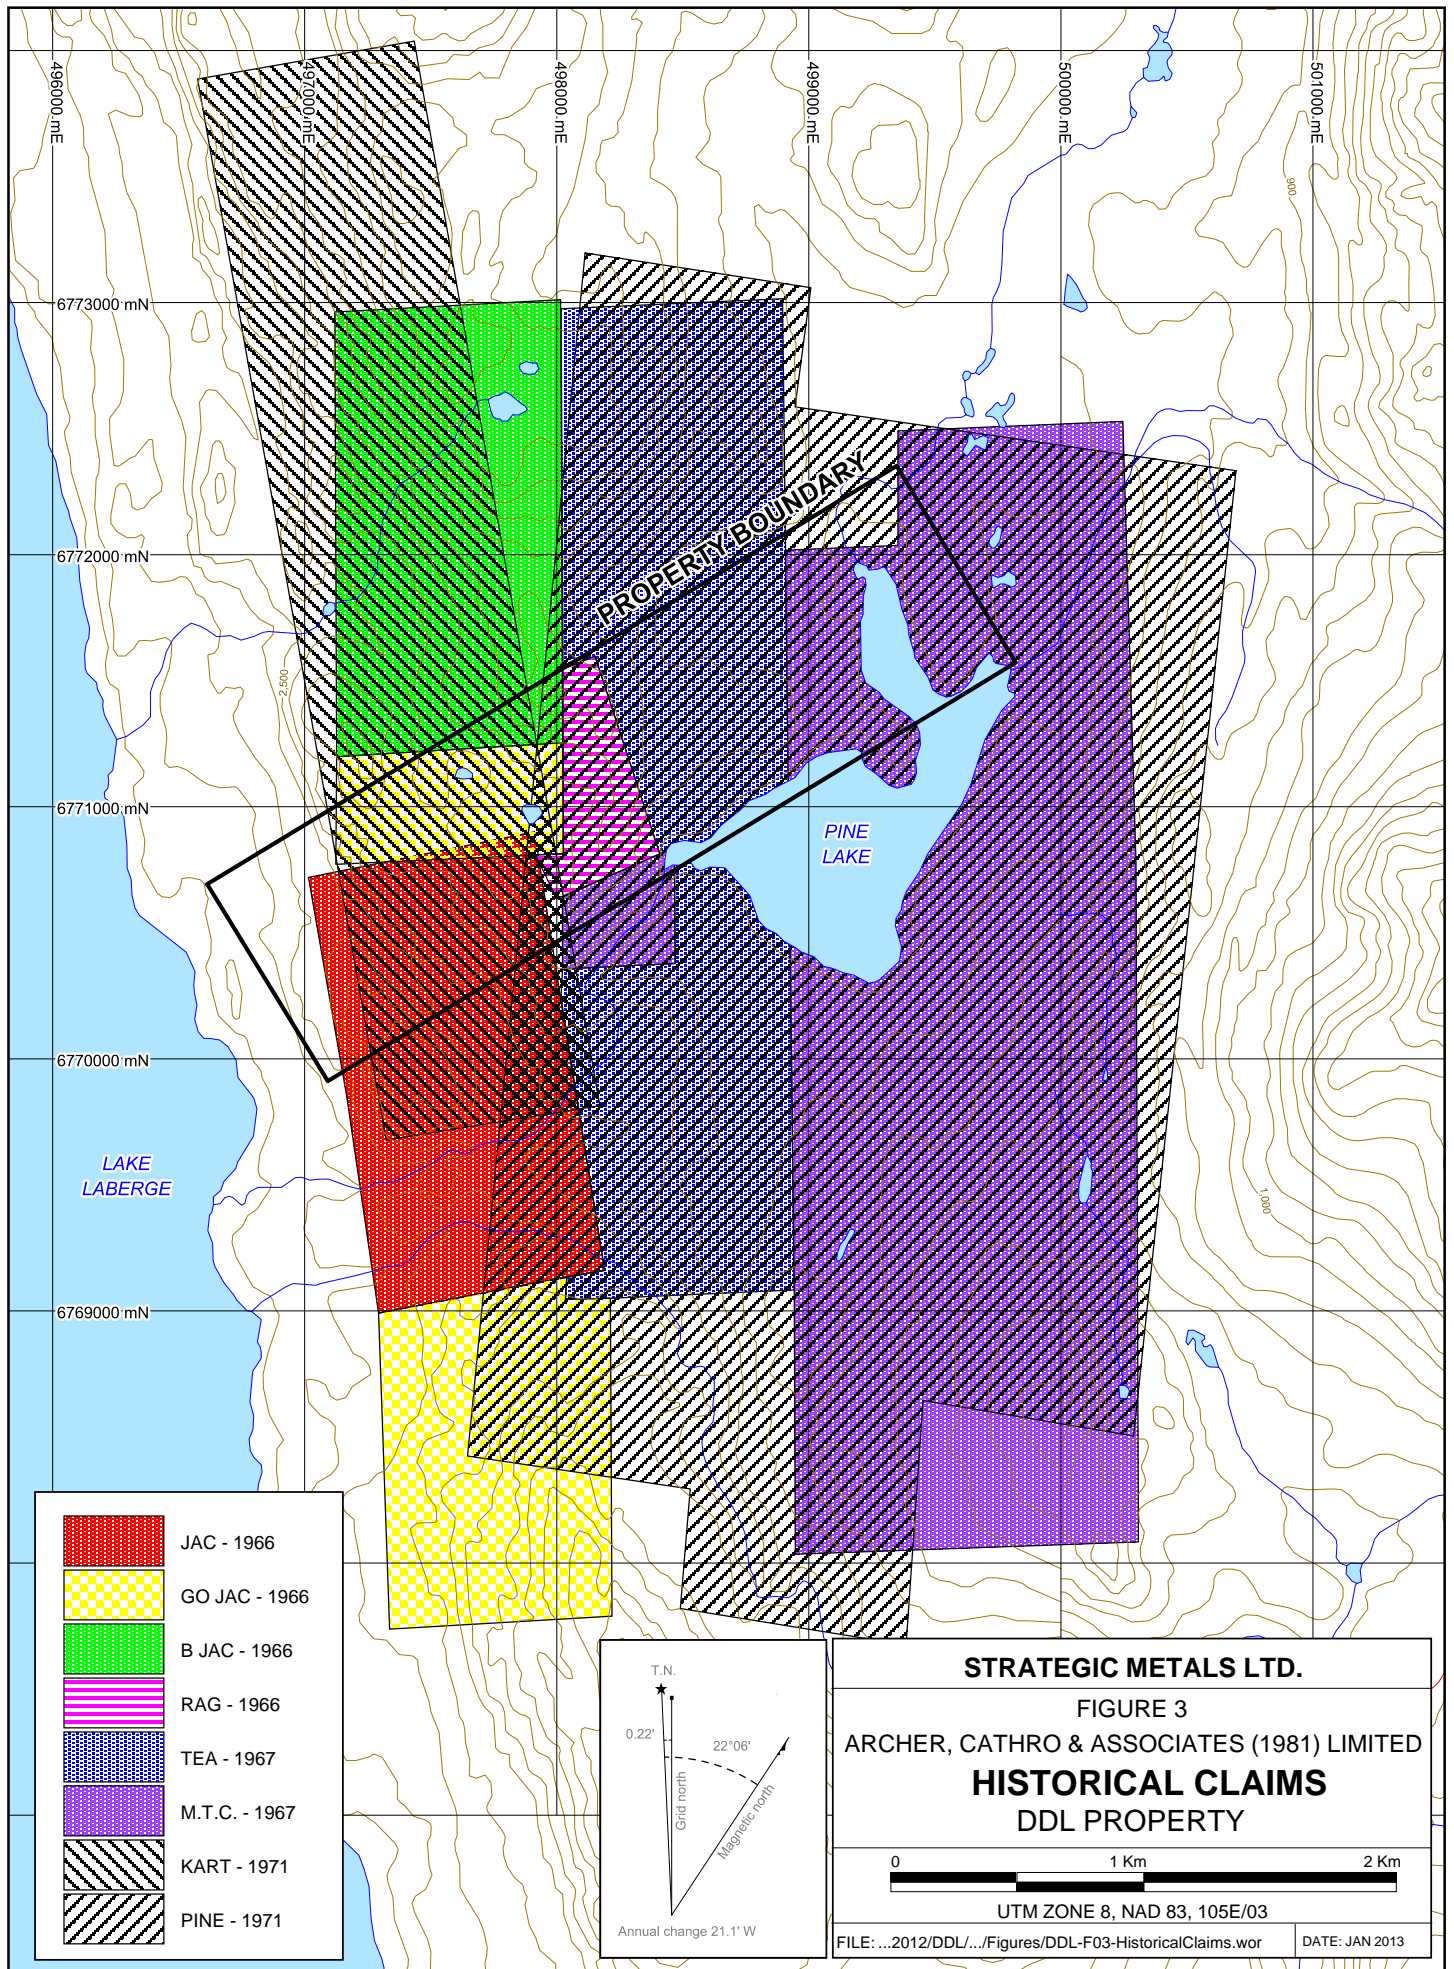 496000 mE
497000 mE
498000 mE
499000 mE
500000 mE
501000 mE
900
6773000 mN
PROPERTY BOUNDARY
6772000 mN
2,500
6771000 mN
PINE
LAKE
6770000 mN
LAKE
LABERGE
1,000
6769000 mN
JAC - 1966
GO JAC - 1966
B JAC - 1966
RAG - 1966
TEA - 1967
M.T.C. - 1967
KART - 1971
PINE - 1971
T.N.
0.22'
22°06'
Grid north
Magnetic north
Annual change 21.1' W
STRATEGIC METALS LTD.
FIGURE 3
ARCHER, CATHRO & ASSOCIATES (1981) LIMITED
HISTORICAL CLAIMS
DDL PROPERTY
0 1 Km 2 Km
UTM ZONE 8, NAD 83, 105E/03
FILE: ...2012/DDL/.../Figures/DDL-F03-HistoricalClaims.wor
DATE: JAN 2013